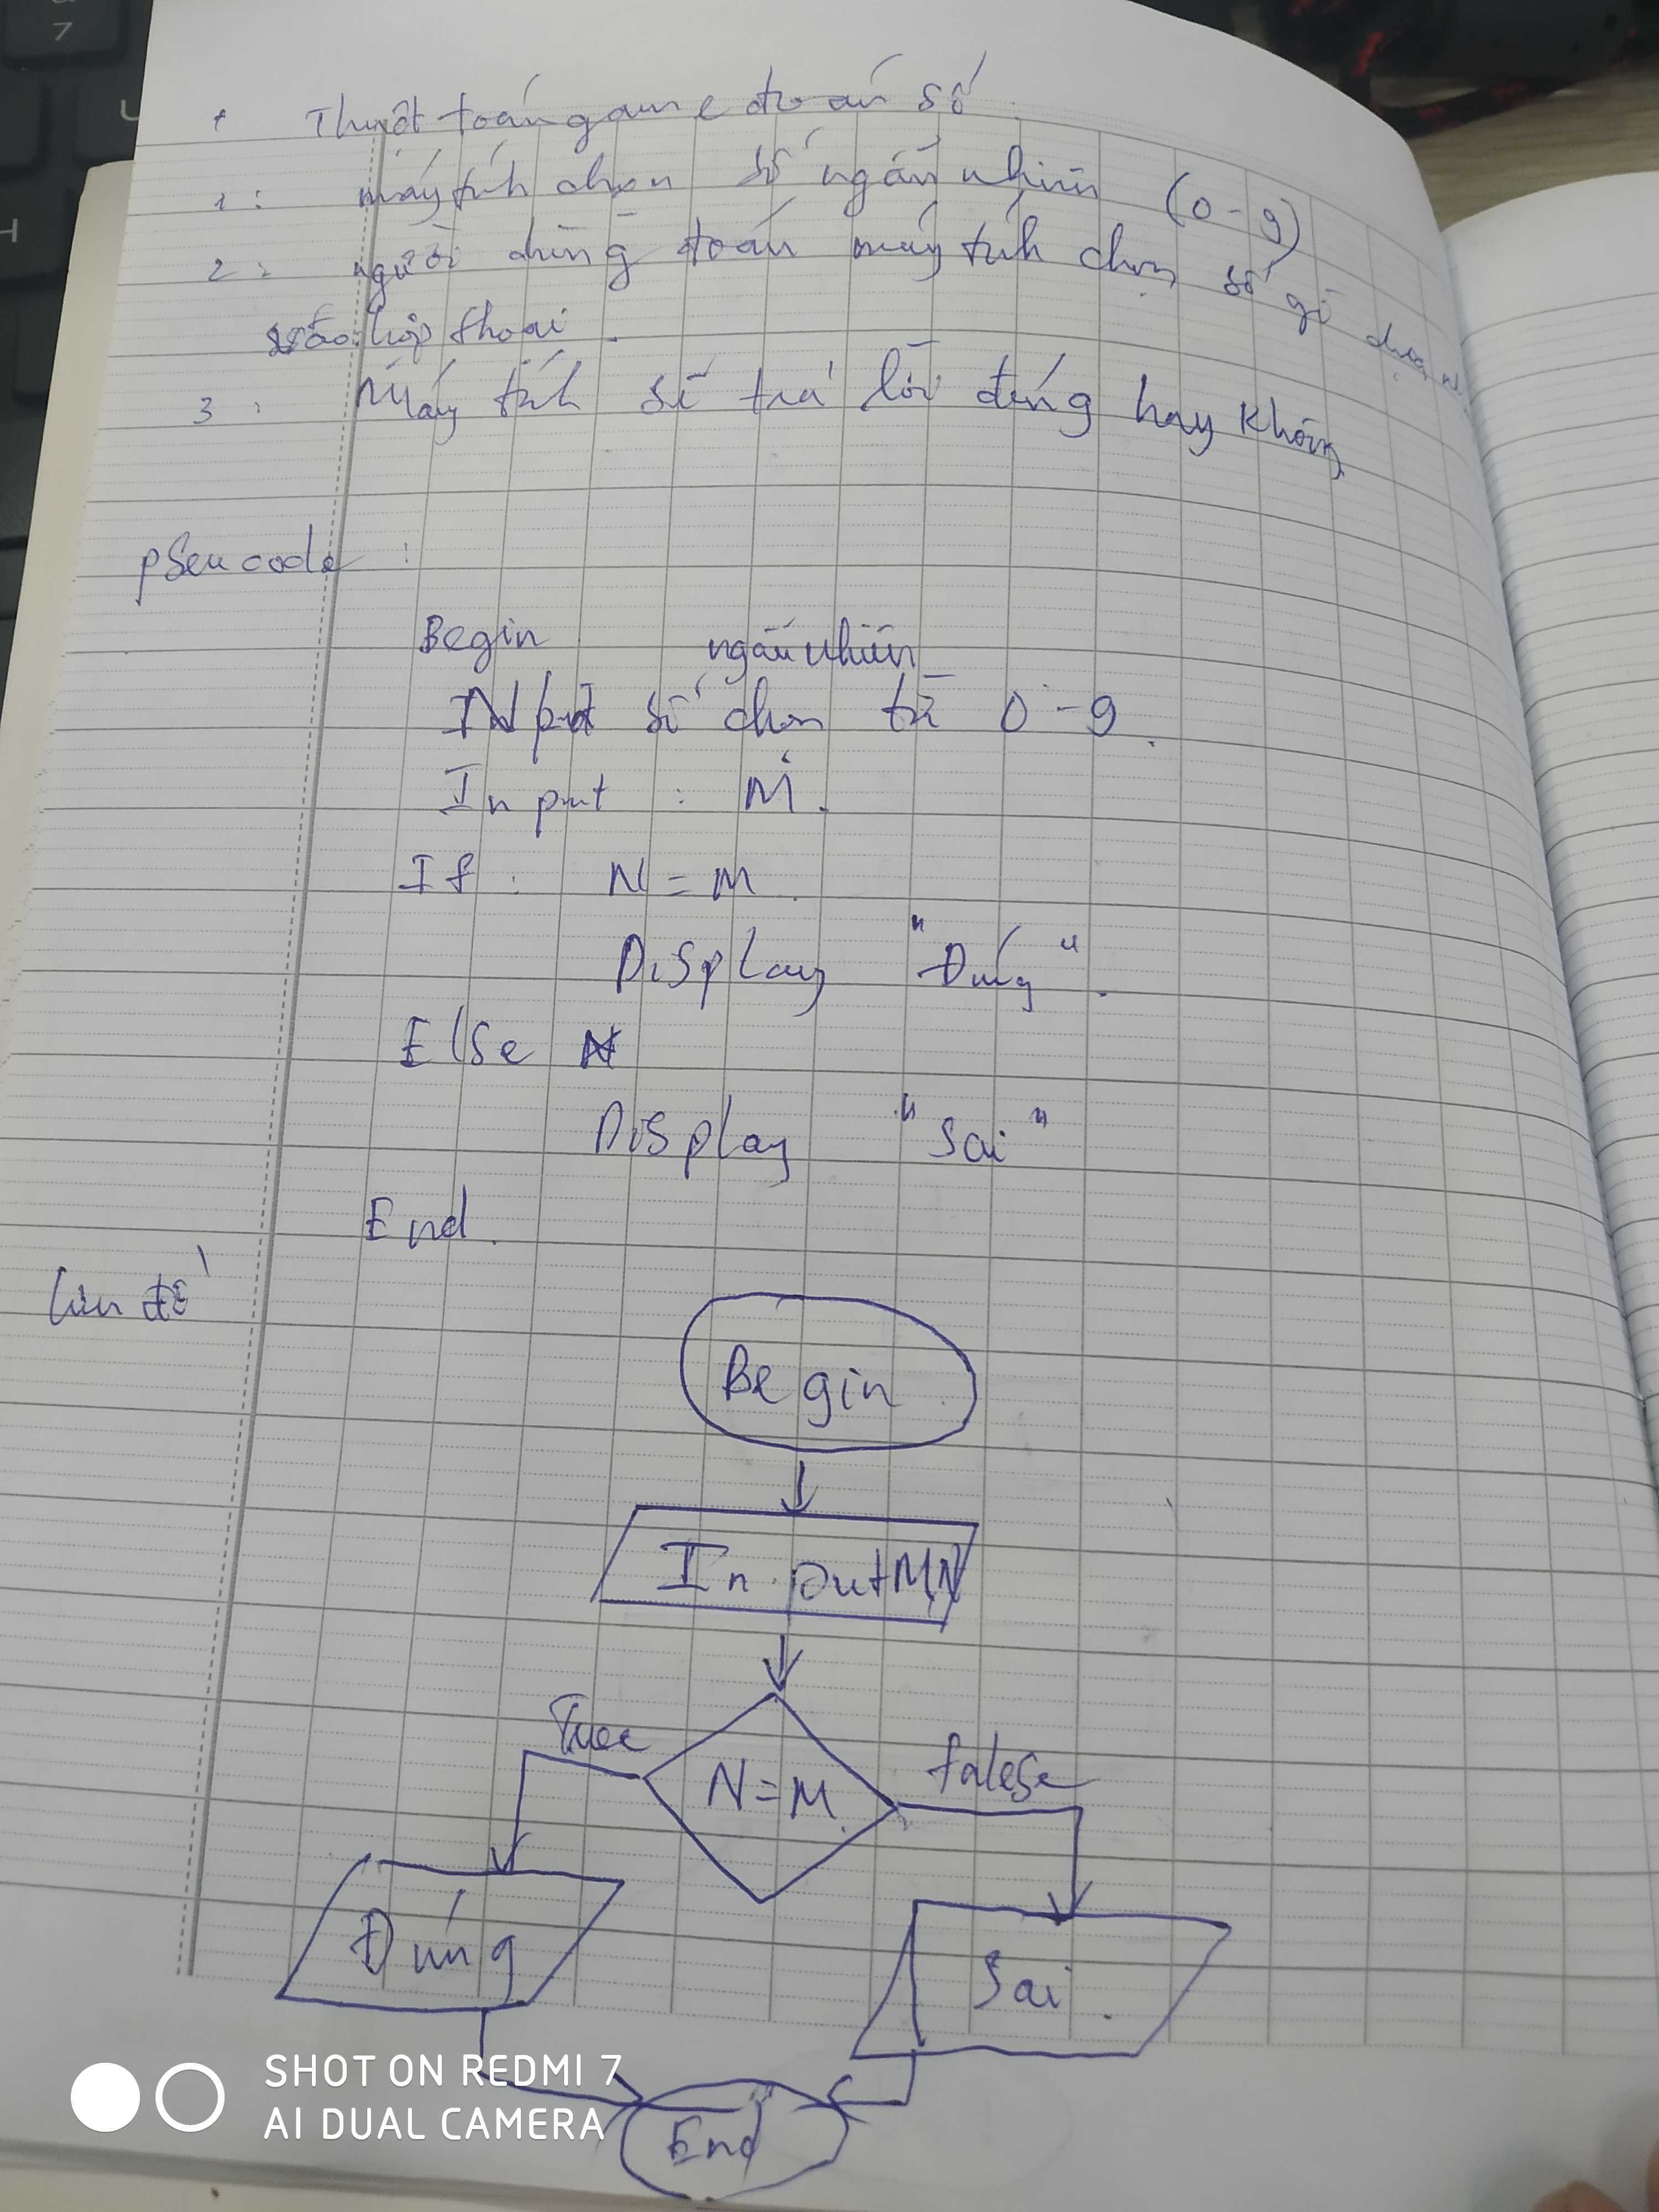 * Thuật toán game đoán số
1: máy tính chọn số ngẫu nhiên (0-9)
2: người dùng đoán máy tính chọn số gì
vào hộp thoại.
3: Máy tính sẽ trả lời đúng hay không
pseu code:
Begin
ngẫu nhiên
INput số chọn từ 0-9.
Input: M.
If: N=M.
Display "Đúng".
Else
Display "Sai"
End.
lưu đồ
Begin
Input M,N
True
N=M.
falese
Đúng
Sai.
End
SHOT ON REDMI 7
AI DUAL CAMERA
7
U
H